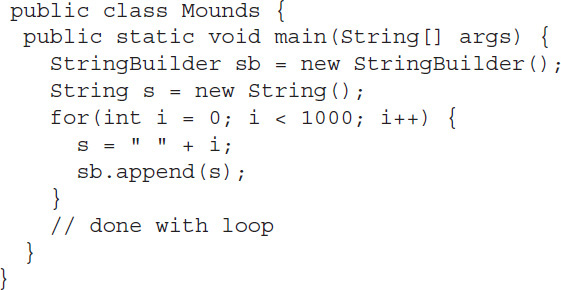 public class Mounds {
  public static void main(String[] args) {
    StringBuilder sb = new StringBuilder();
    String s = new String();
    for(int i = 0; i < 1000; i++) {
      s = " " + i;
      sb.append(s);
    }
    // done with loop
  }
}